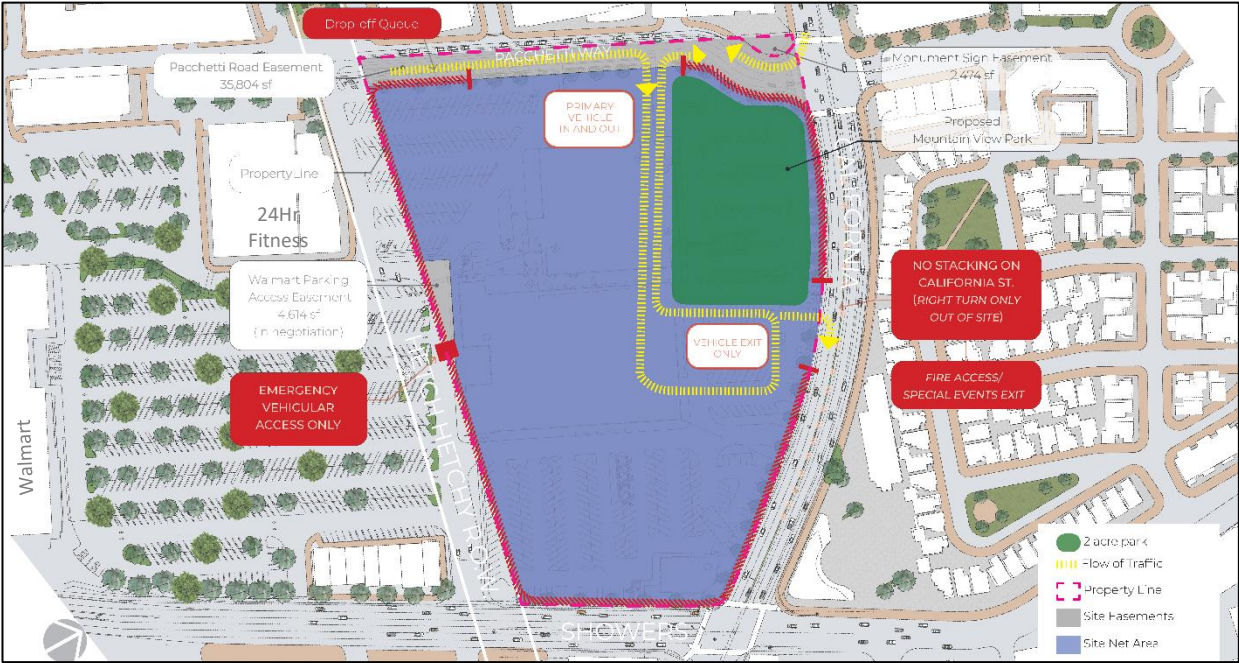 Drop-off Queue
PACCHETTI WAY
Pacchetti Road Easement
35,804 sf
Monument Sign Easement
2,474 sf
PRIMARY
VEHICLE
IN AND OUT
Proposed
Mountain View Park
Property Line
24Hr
Fitness
CALIFORNIA
Walmart Parking
Access Easement
4,614 sf
(in negotiation)
NO STACKING ON
CALIFORNIA ST.
(RIGHT TURN ONLY
OUT OF SITE)
VEHICLE EXIT
ONLY
EMERGENCY
VEHICULAR
ACCESS ONLY
FIRE ACCESS/
SPECIAL EVENTS EXIT
Walmart
HETCH HETCHY ROW
SHOWERS
2 acre park
Flow of Traffic
Property Line
Site Easements
Site Net Area